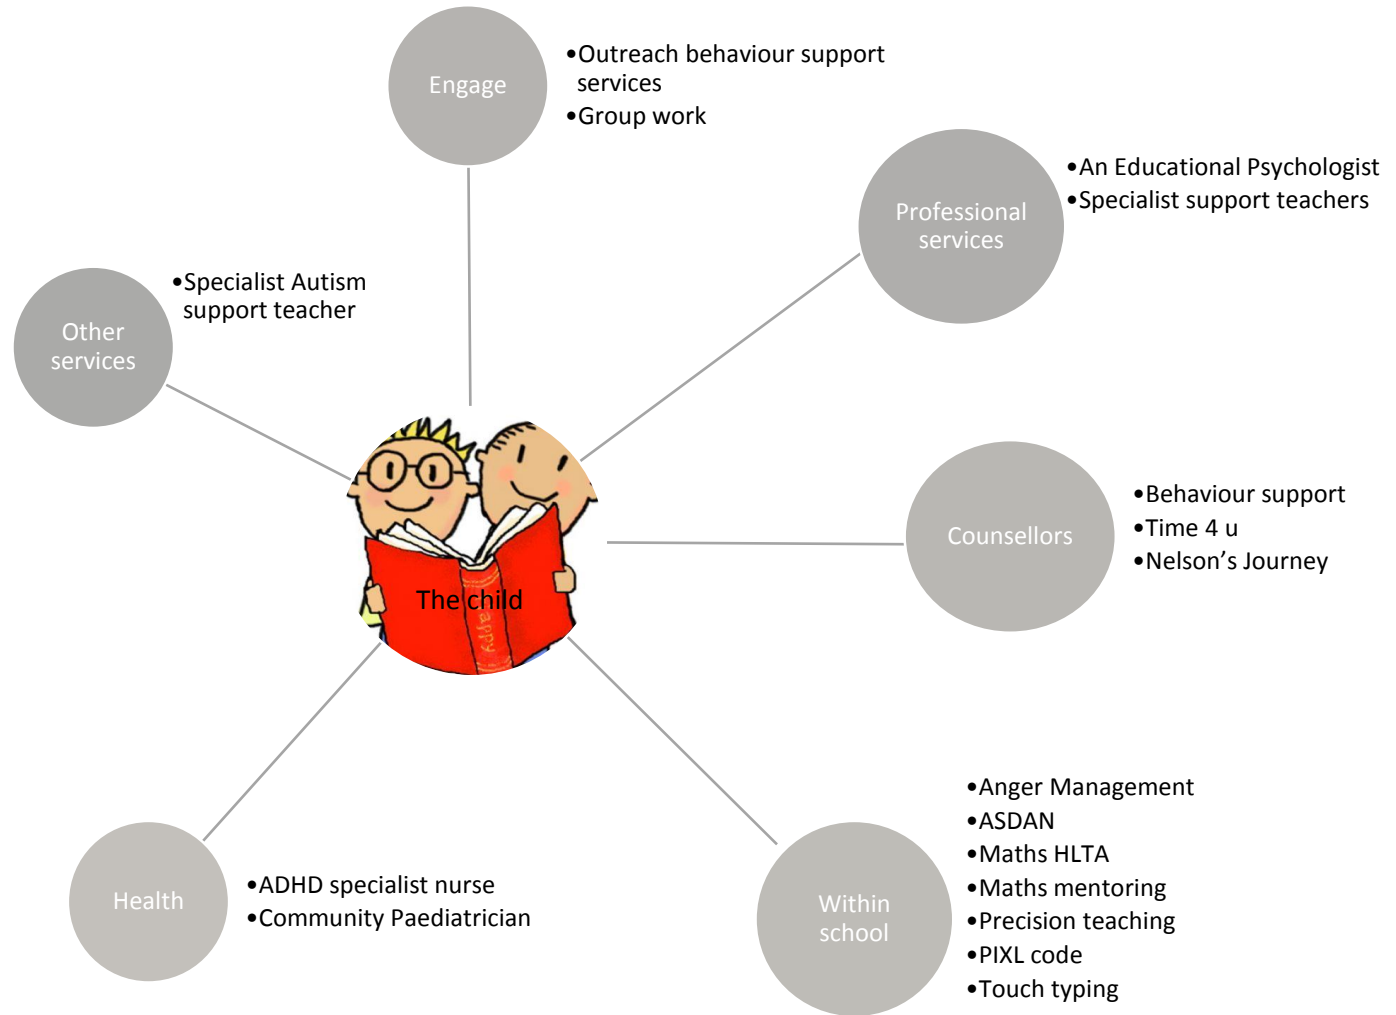 Engage
•Outreach behaviour support
services
•Group work
Professional
services
•An Educational Psychologist
•Specialist support teachers
Other
services
•Specialist Autism
support teacher
The child
appy
Counsellors
•Behaviour support
•Time 4 u
•Nelson’s Journey
Health
•ADHD specialist nurse
•Community Paediatrician
Within
school
•Anger Management
•ASDAN
•Maths HLTA
•Maths mentoring
•Precision teaching
•PIXL code
•Touch typing